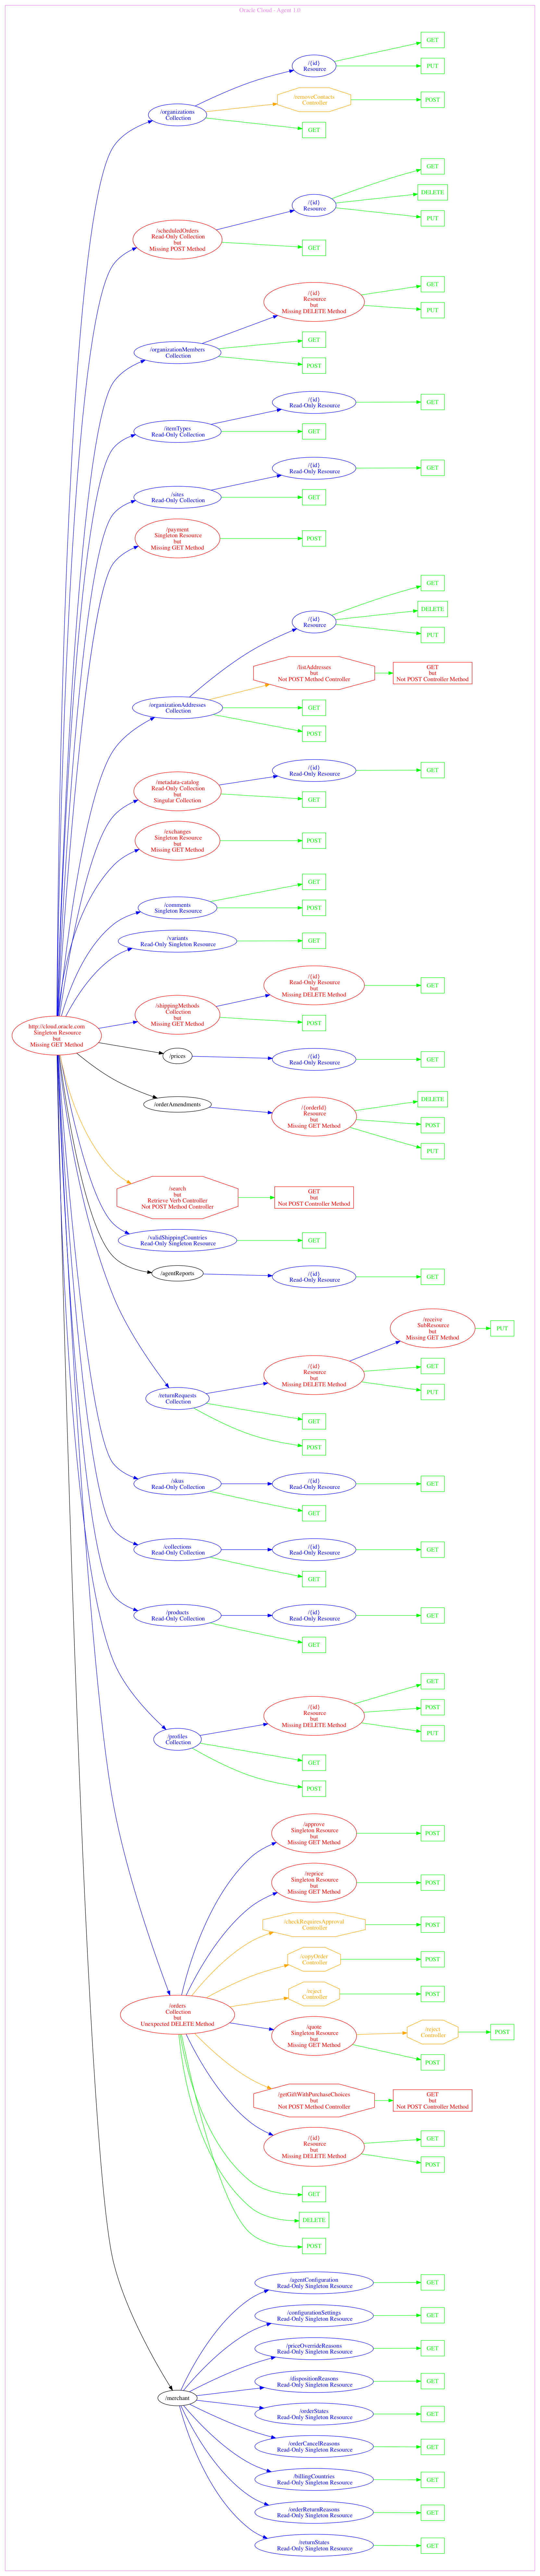 Oracle Cloud - Agent 1.0
/{id}
Resource
GET
PUT
/organizations
Collection
/removeContacts
Controller
POST
GET
/scheduledOrders
Read-Only Collection
but
Missing POST Method
/{id}
Resource
GET
DELETE
PUT
GET
/{id}
Resource
but
Missing DELETE Method
GET
PUT
/organizationMembers
Collection
GET
POST
/itemTypes
Read-Only Collection
/{id}
Read-Only Resource
GET
GET
/sites
Read-Only Collection
/{id}
Read-Only Resource
GET
GET
/payment
Singleton Resource
but
Missing GET Method
POST
/{id}
Resource
GET
DELETE
PUT
/listAddresses
but
Not POST Method Controller
GET
but
Not POST Controller Method
/organizationAddresses
Collection
GET
POST
/metadata-catalog
Read-Only Collection
but
Singular Collection
/{id}
Read-Only Resource
GET
GET
/exchanges
Singleton Resource
but
Missing GET Method
POST
/comments
Singleton Resource
GET
POST
/variants
Read-Only Singleton Resource
GET
/{id}
Read-Only Resource
but
Missing DELETE Method
GET
/shippingMethods
Collection
but
Missing GET Method
POST
http://cloud.oracle.com
Singleton Resource
but
Missing GET Method
/prices
/{id}
Read-Only Resource
GET
/orderAmendments
/{orderId}
Resource
but
Missing GET Method
DELETE
POST
PUT
/search
but
Retrieve Verb Controller
Not POST Method Controller
GET
but
Not POST Controller Method
/validShippingCountries
Read-Only Singleton Resource
GET
/agentReports
/{id}
Read-Only Resource
GET
/receive
SubResource
but
Missing GET Method
PUT
/{id}
Resource
but
Missing DELETE Method
GET
PUT
/returnRequests
Collection
GET
POST
/skus
Read-Only Collection
/{id}
Read-Only Resource
GET
GET
/collections
Read-Only Collection
/{id}
Read-Only Resource
GET
GET
/products
Read-Only Collection
/{id}
Read-Only Resource
GET
GET
/{id}
Resource
but
Missing DELETE Method
GET
POST
PUT
/profiles
Collection
GET
POST
/approve
Singleton Resource
but
Missing GET Method
POST
/reprice
Singleton Resource
but
Missing GET Method
POST
/checkRequiresApproval
Controller
POST
/copyOrder
Controller
POST
/reject
Controller
POST
/orders
Collection
but
Unexpected DELETE Method
/quote
Singleton Resource
but
Missing GET Method
/reject
Controller
POST
POST
/getGiftWithPurchaseChoices
but
Not POST Method Controller
GET
but
Not POST Controller Method
/{id}
Resource
but
Missing DELETE Method
GET
POST
GET
DELETE
POST
/agentConfiguration
Read-Only Singleton Resource
GET
/configurationSettings
Read-Only Singleton Resource
GET
/priceOverrideReasons
Read-Only Singleton Resource
GET
/dispositionReasons
Read-Only Singleton Resource
GET
/merchant
/orderStates
Read-Only Singleton Resource
GET
/orderCancelReasons
Read-Only Singleton Resource
GET
/billingCountries
Read-Only Singleton Resource
GET
/orderReturnReasons
Read-Only Singleton Resource
GET
/returnStates
Read-Only Singleton Resource
GET